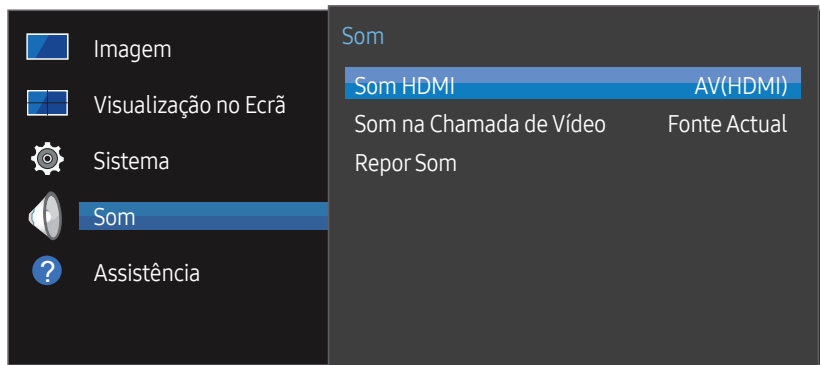 Imagem
Visualização no Ecrã
Sistema
Som
Assistência
Som
Som HDMI AV(HDMI)
Som na Chamada de Vídeo Fonte Actual
Repor Som